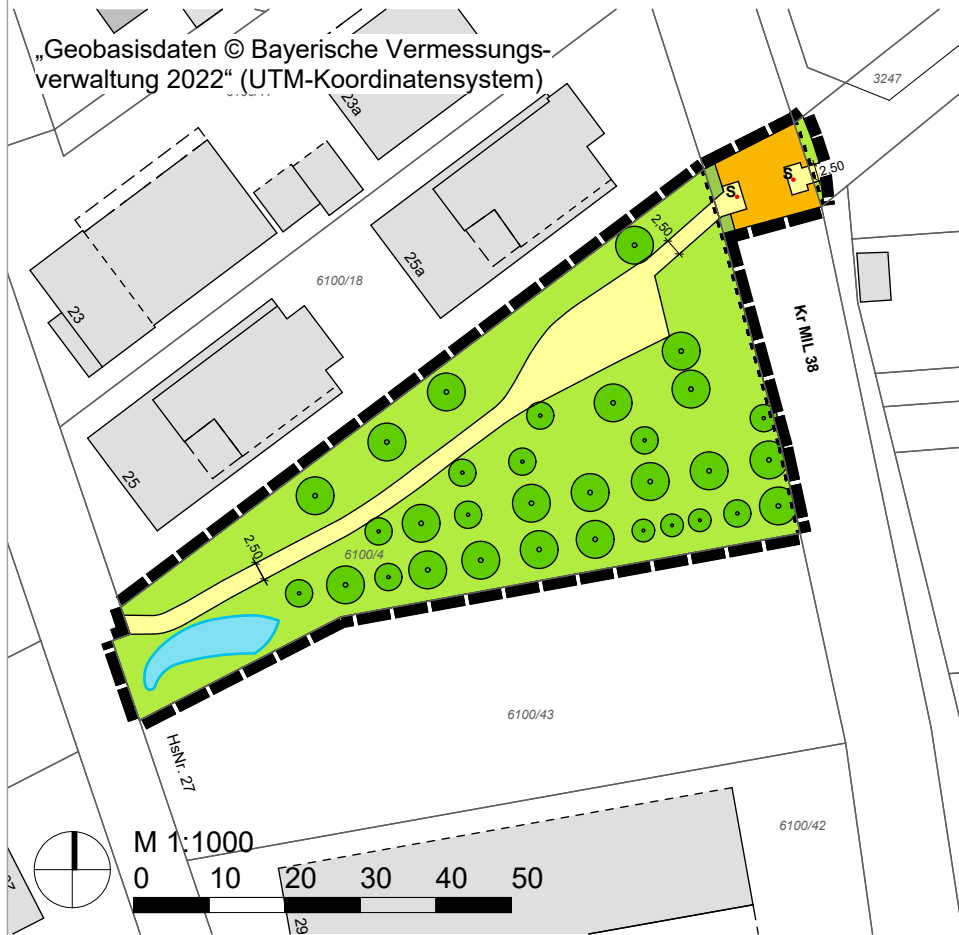 „Geobasisdaten © Bayerische Vermessungs-
verwaltung 2022“ (UTM-Koordinatensystem)
3247
23a
2.50
S
S
25a
2,50
6100/18
23
Kr MIL 38
25
2,50
6100/4
6100/43
HsNr. 27
6100/42
M 1:1000
0 10 20 30 40 50
29